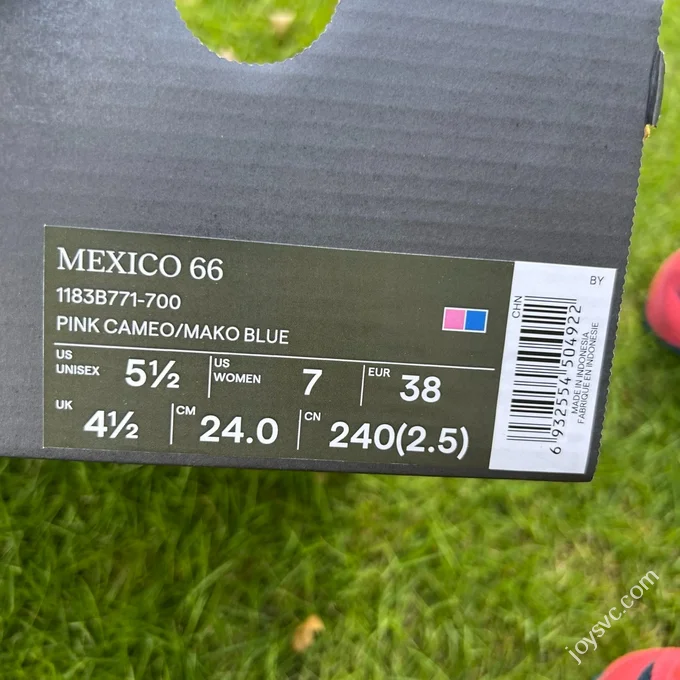 MEXICO 66
1183B771-700
PINK CAMEO/MAKO BLUE
US UNISEX 5½
US WOMEN 7
EUR 38
UK 4½
CM 24.0
CN 240(2.5)
BY
CHN
6 932554 504922
MADE IN INDONESIA
FABRIQUE EN INDONESIE
joysvc.com